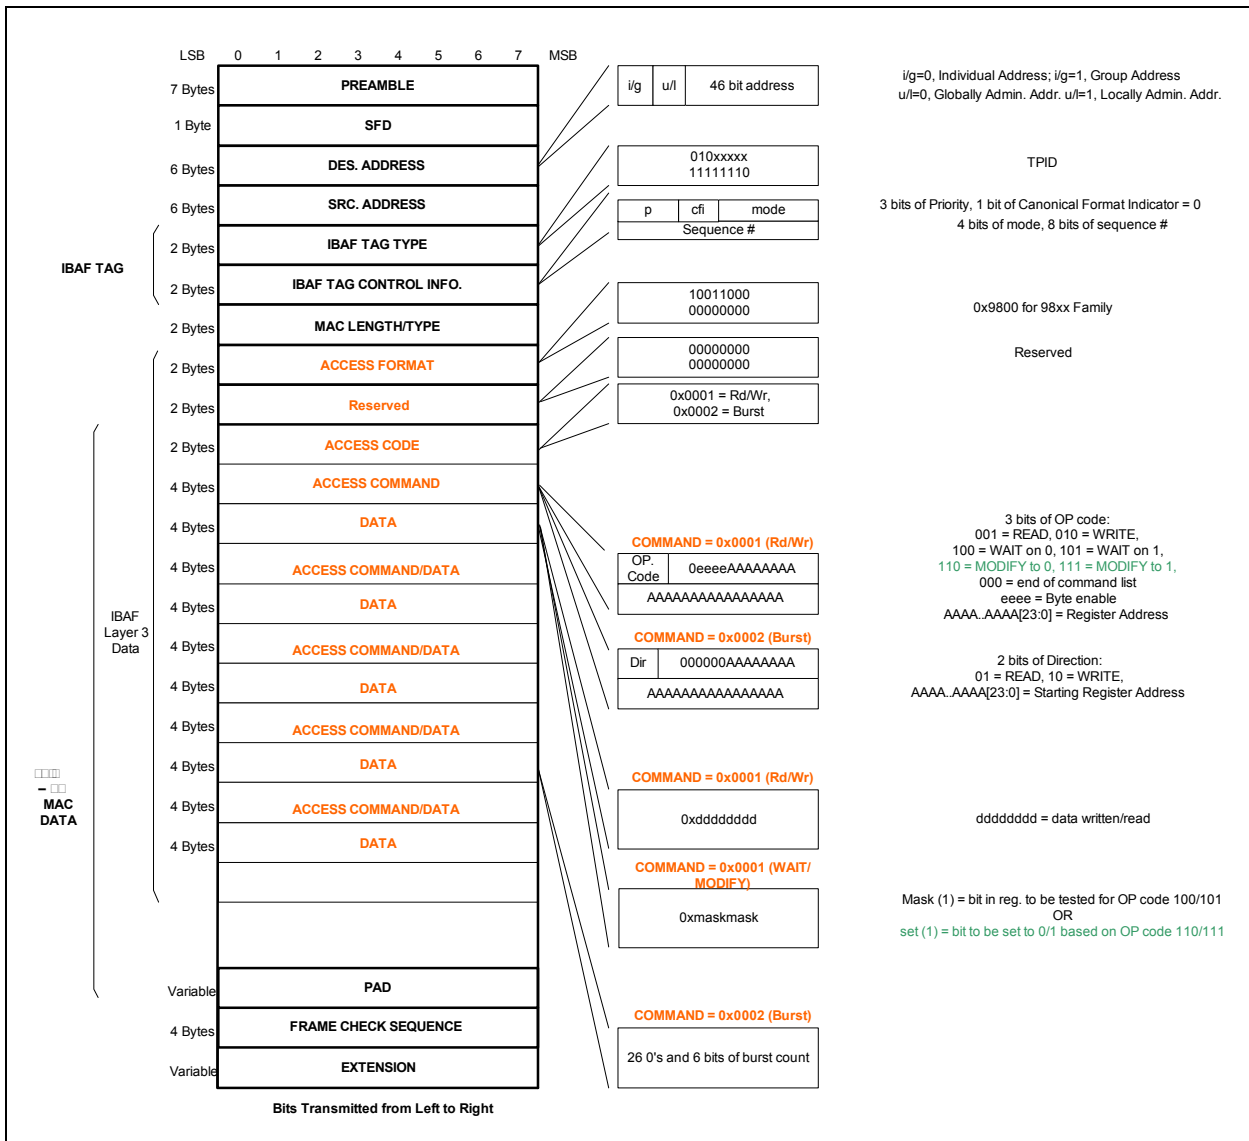 LSB 0 1 2 3 4 5 6 7 MSB
7 Bytes PREAMBLE
i/g u/l 46 bit address
i/g=0, Individual Address; i/g=1, Group Address
u/l=0, Globally Admin. Addr. u/l=1, Locally Admin. Addr.
1 Byte SFD
6 Bytes DES. ADDRESS
010xxxxx
11111110
TPID
6 Bytes SRC. ADDRESS
p cfi mode
Sequence #
3 bits of Priority, 1 bit of Canonical Format Indicator = 0
4 bits of mode, 8 bits of sequence #
IBAF TAG
2 Bytes IBAF TAG TYPE
2 Bytes IBAF TAG CONTROL INFO.
10011000
00000000
0x9800 for 98xx Family
2 Bytes MAC LENGTH/TYPE
2 Bytes ACCESS FORMAT
00000000
00000000
Reserved
2 Bytes Reserved
0x0001 = Rd/Wr,
0x0002 = Burst
2 Bytes ACCESS CODE
4 Bytes ACCESS COMMAND
4 Bytes DATA
4 Bytes ACCESS COMMAND/DATA
4 Bytes DATA
4 Bytes ACCESS COMMAND/DATA
4 Bytes DATA
4 Bytes ACCESS COMMAND/DATA
4 Bytes DATA
4 Bytes ACCESS COMMAND/DATA
4 Bytes DATA
IBAF
Layer 3
Data
MAC
DATA
COMMAND = 0x0001 (Rd/Wr)
OP.
Code
0eeeeAAAAAAAA
AAAAAAAAAAAAAAAA
3 bits of OP code:
001 = READ, 010 = WRITE,
100 = WAIT on 0, 101 = WAIT on 1,
110 = MODIFY to 0, 111 = MODIFY to 1,
000 = end of command list
eeee = Byte enable
AAAA..AAAA[23:0] = Register Address
COMMAND = 0x0002 (Burst)
Dir 000000AAAAAAAA
AAAAAAAAAAAAAAAA
2 bits of Direction:
01 = READ, 10 = WRITE,
AAAA..AAAA[23:0] = Starting Register Address
COMMAND = 0x0001 (Rd/Wr)
0xdddddddd
dddddddd = data written/read
COMMAND = 0x0001 (WAIT/
MODIFY)
0xmaskmask
Mask (1) = bit in reg. to be tested for OP code 100/101
OR
set (1) = bit to be set to 0/1 based on OP code 110/111
Variable PAD
4 Bytes FRAME CHECK SEQUENCE
Variable EXTENSION
COMMAND = 0x0002 (Burst)
26 0's and 6 bits of burst count
Bits Transmitted from Left to Right